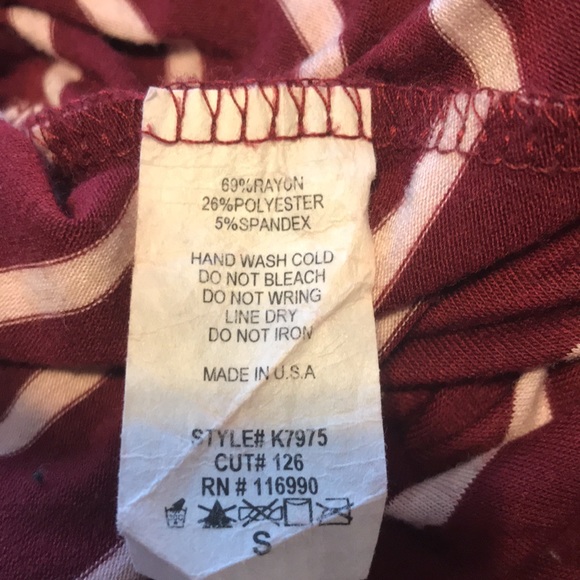 69%RAYON
26%POLYESTER
5%SPANDEX
HAND WASH COLD
DO NOT BLEACH
DO NOT WRING
LINE DRY
DO NOT IRON
MADE IN U.S.A
STYLE# K7975
CUT# 126
RN # 116990
S